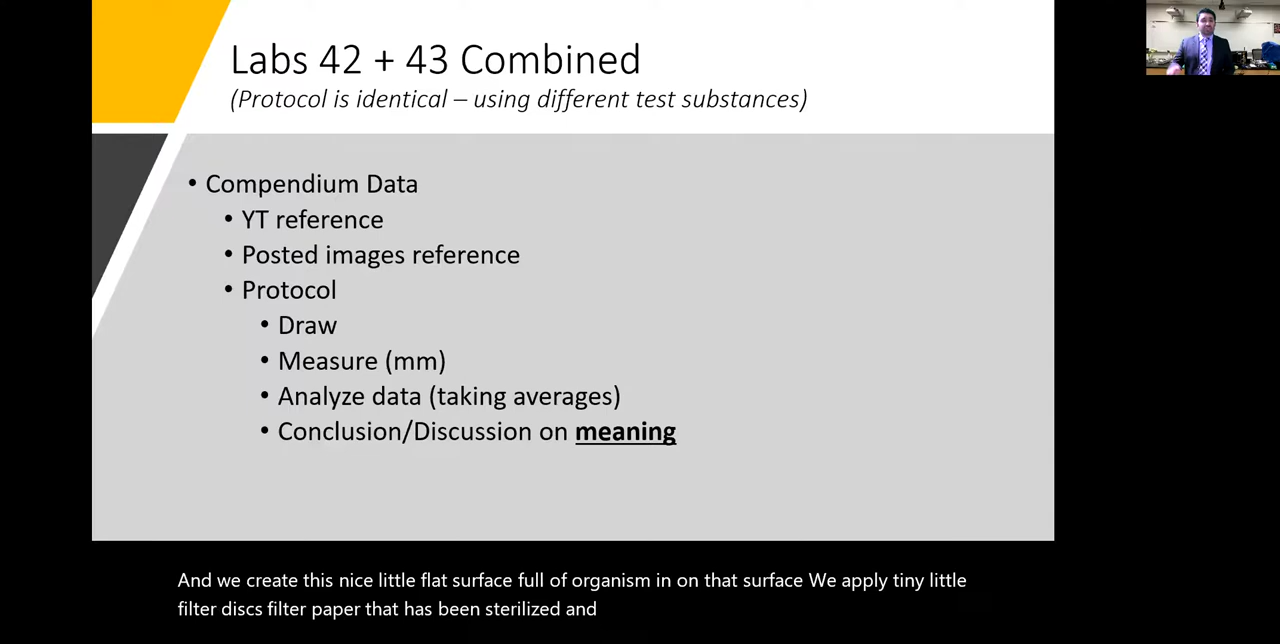 Labs 42 + 43 Combined
(Protocol is identical – using different test substances)
• Compendium Data
• YT reference
• Posted images reference
• Protocol
• Draw
• Measure (mm)
• Analyze data (taking averages)
• Conclusion/Discussion on meaning
And we create this nice little flat surface full of organism in on that surface We apply tiny little
filter discs filter paper that has been sterilized and